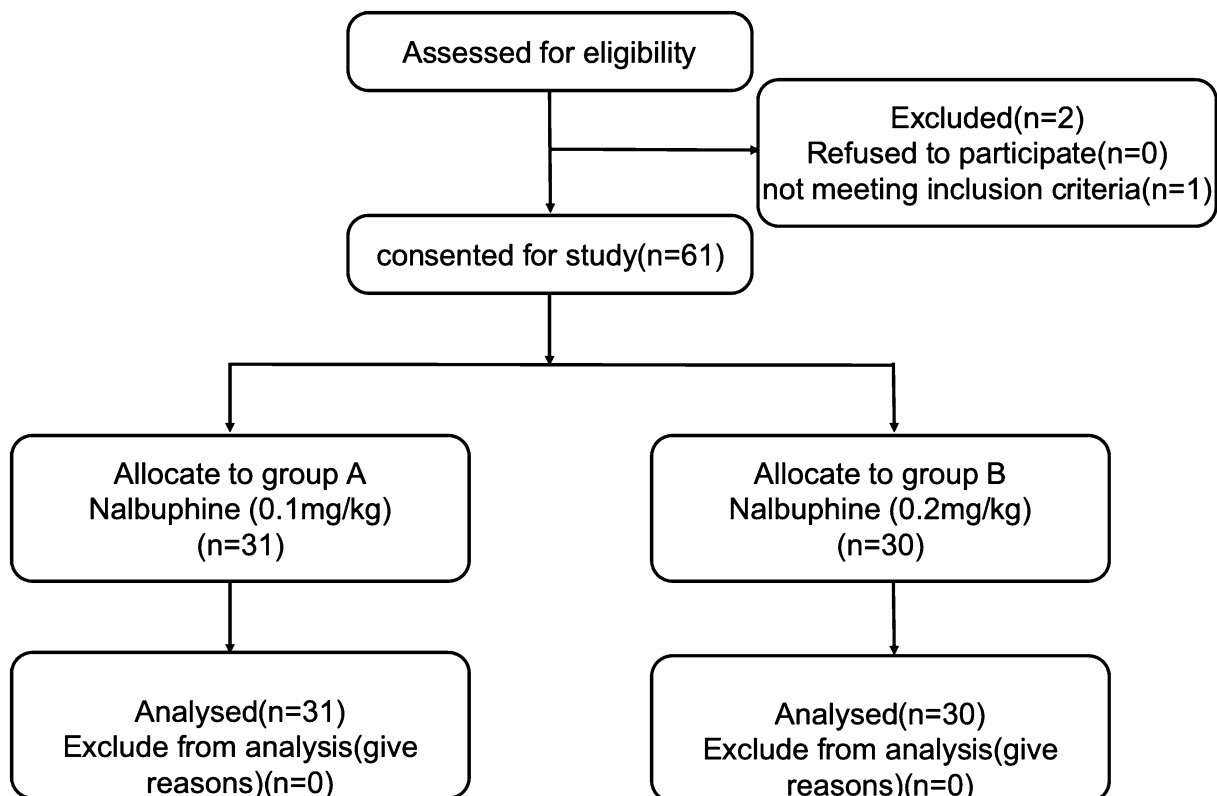 Assessed for eligibility
Excluded(n=2)
Refused to participate(n=0)
not meeting inclusion criteria(n=1)
consented for study(n=61)
Allocate to group A
Nalbuphine (0.1mg/kg)
(n=31)
Allocate to group B
Nalbuphine (0.2mg/kg)
(n=30)
Analysed(n=31)
Exclude from analysis(give
reasons)(n=0)
Analysed(n=30)
Exclude from analysis(give
reasons)(n=0)